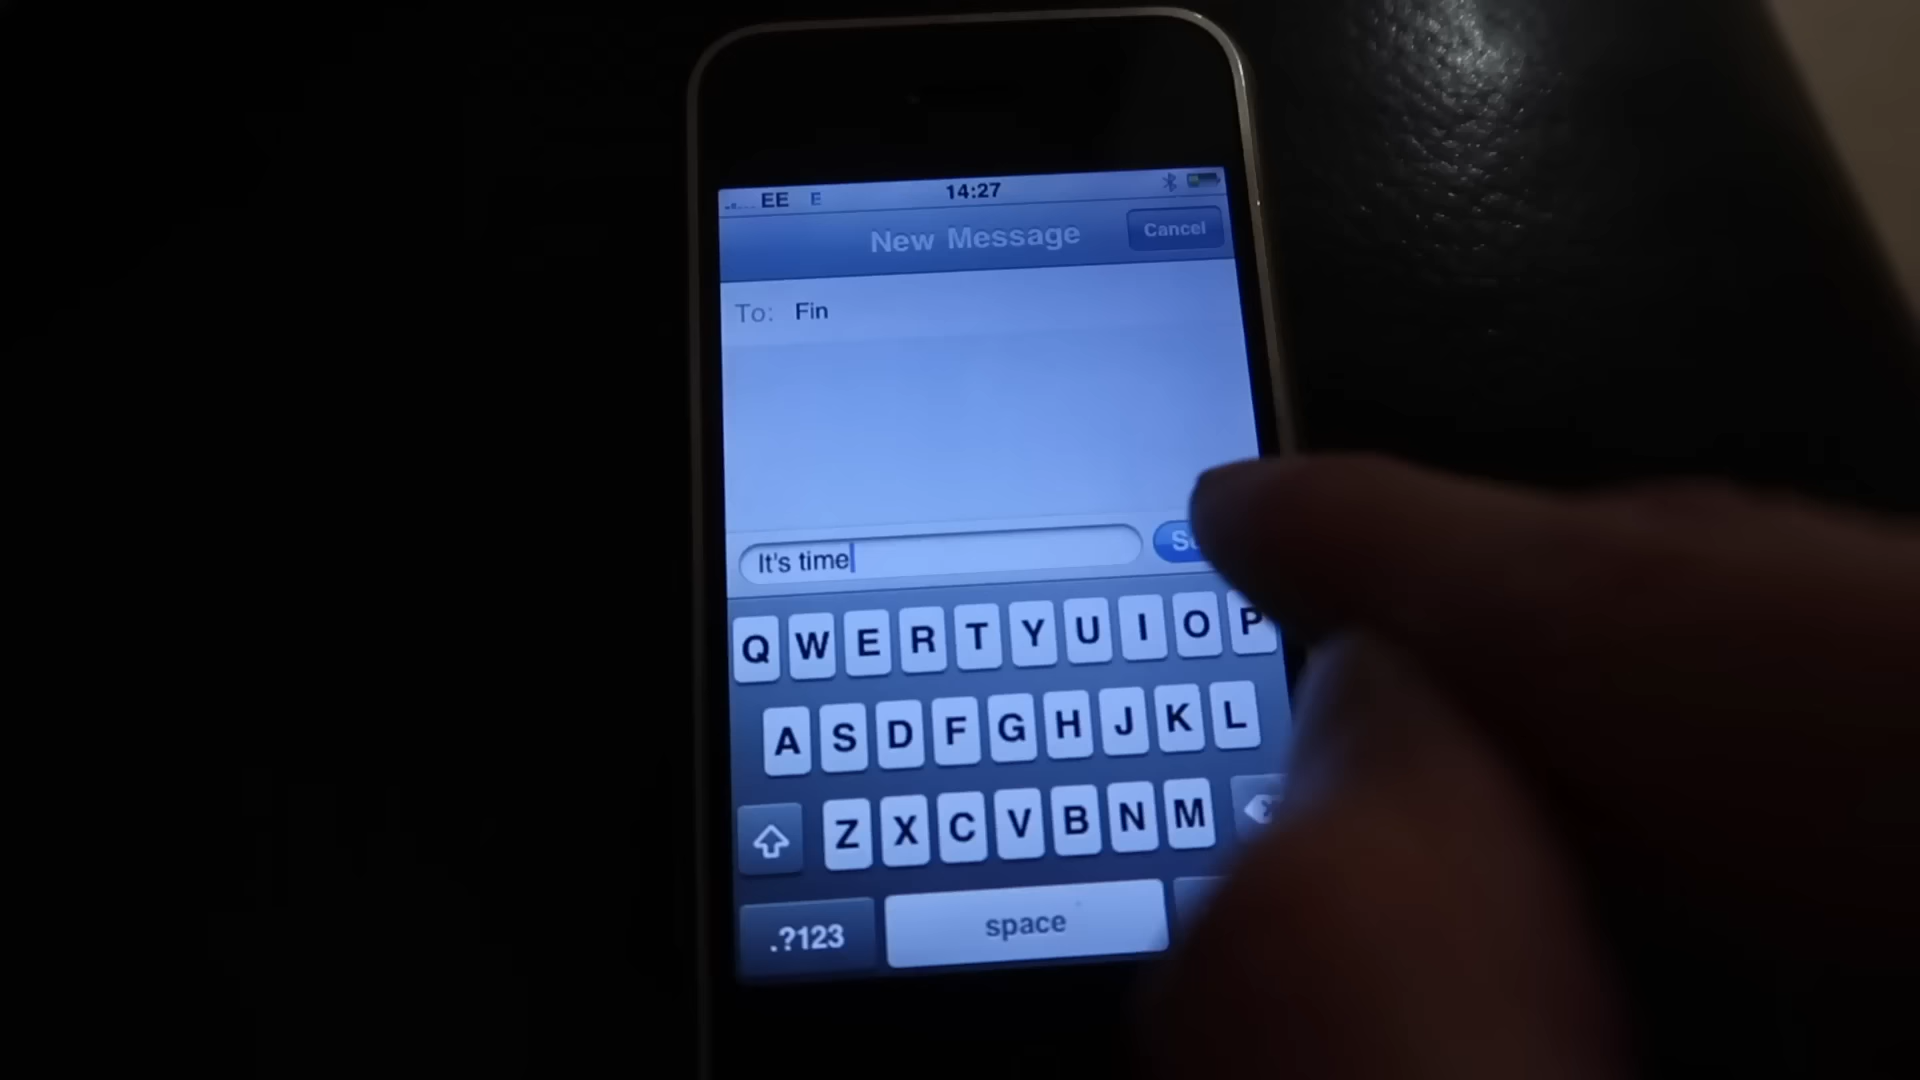 EE E 14:27
New Message Cancel
To: Fin
It's time
Q W E R T Y U I O P
A S D F G H J K L
Z X C V B N M
.?123 space